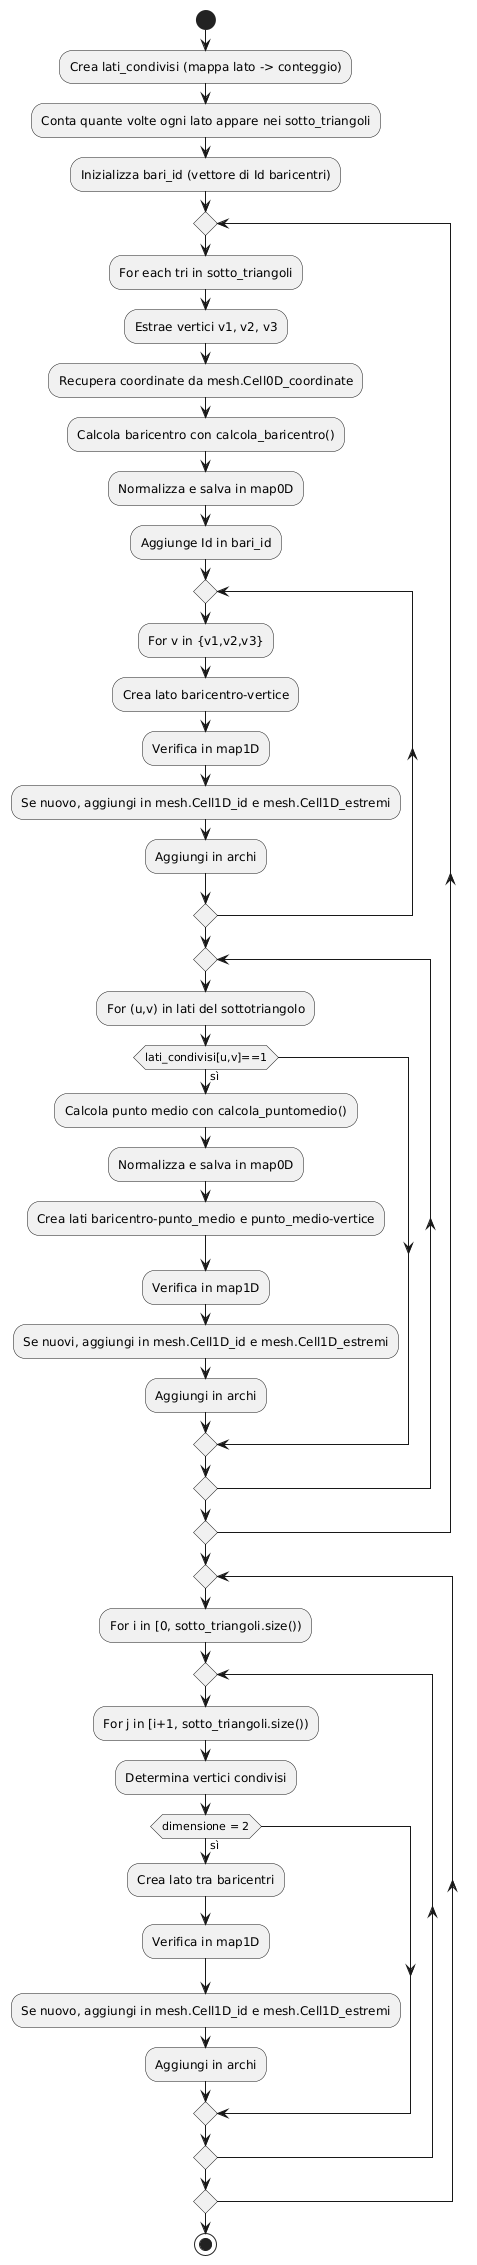 Crea lati_condivisi (mappa lato -> conteggio)
Conta quante volte ogni lato appare nei sotto_triangoli
Inizializza bari_id (vettore di Id baricentri)
For each tri in sotto_triangoli
Estrae vertici v1, v2, v3
Recupera coordinate da mesh.Cell0D_coordinate
Calcola baricentro con calcola_baricentro()
Normalizza e salva in map0D
Aggiunge Id in bari_id
For v in {v1,v2,v3}
Crea lato baricentro-vertice
Verifica in map1D
Se nuovo, aggiungi in mesh.Cell1D_id e mesh.Cell1D_estremi
Aggiungi in archi
For (u,v) in lati del sottotriangolo
lati_condivisi[u,v]==1
sì
Calcola punto medio con calcola_puntomedio()
Normalizza e salva in map0D
Crea lati baricentro-punto_medio e punto_medio-vertice
Verifica in map1D
Se nuovi, aggiungi in mesh.Cell1D_id e mesh.Cell1D_estremi
Aggiungi in archi
For i in [0, sotto_triangoli.size())
For j in [i+1, sotto_triangoli.size())
Determina vertici condivisi
dimensione = 2
sì
Crea lato tra baricentri
Verifica in map1D
Se nuovo, aggiungi in mesh.Cell1D_id e mesh.Cell1D_estremi
Aggiungi in archi